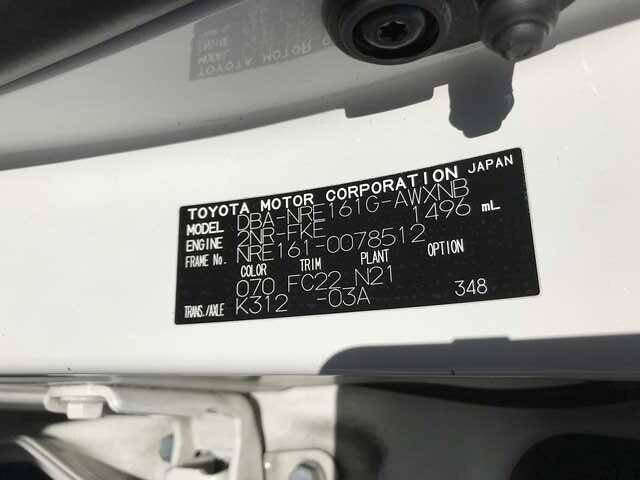 TOYOTA MOTOR CORPORATION JAPAN
MODEL DBA-NRE161G-AWXNB
ENGINE 2NR-FKE 1496 mL
FRAME No. NRE161-0078512
COLOR TRIM PLANT OPTION
070 FC22 N21
TRANS./AXLE K312 -03A 348